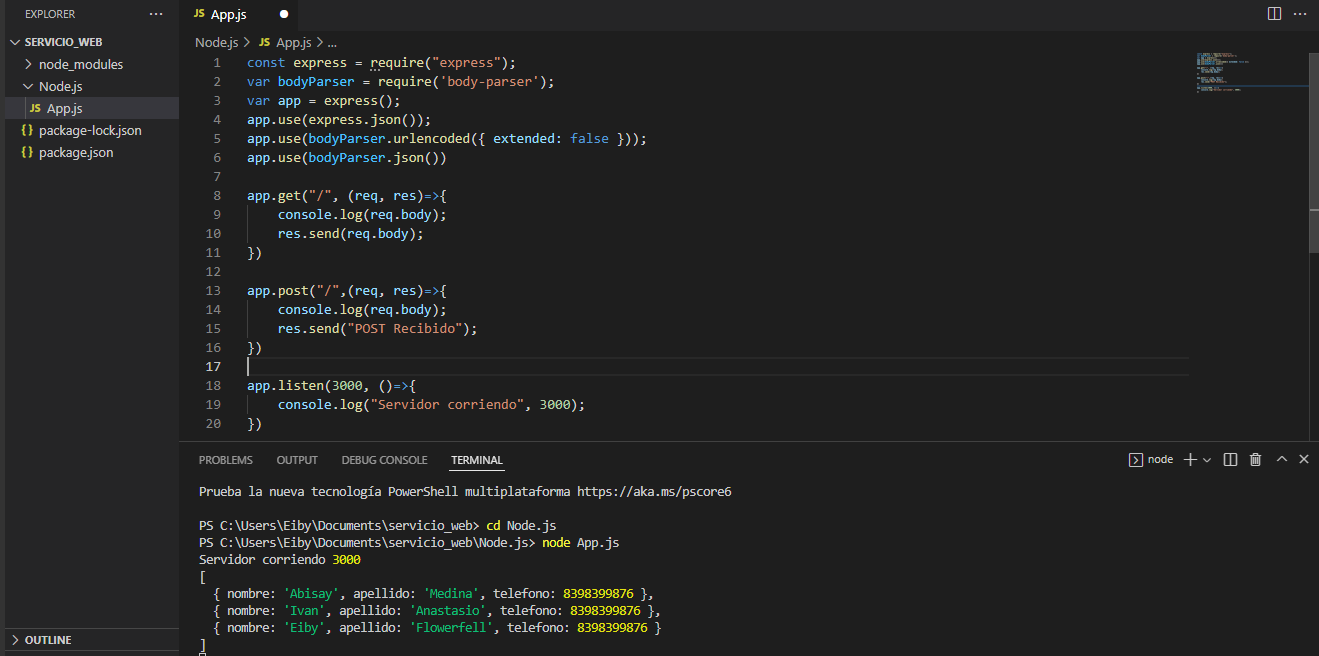 EXPLORER
SERVICIO_WEB
node_modules
Node.js
JS App.js
{} package-lock.json
{} package.json
OUTLINE
JS App.js
Node.js > JS App.js > ...
1 const express = require("express");
2 var bodyParser = require('body-parser');
3 var app = express();
4 app.use(express.json());
5 app.use(bodyParser.urlencoded({ extended: false }));
6 app.use(bodyParser.json())
7
8 app.get("/", (req, res)=>{
9 console.log(req.body);
10 res.send(req.body);
11 })
12
13 app.post("/",(req, res)=>{
14 console.log(req.body);
15 res.send("POST Recibido");
16 })
17
18 app.listen(3000, ()=>{
19 console.log("Servidor corriendo", 3000);
20 })
PROBLEMS OUTPUT DEBUG CONSOLE TERMINAL node
Prueba la nueva tecnología PowerShell multiplataforma https://aka.ms/pscore6
PS C:\Users\Eiby\Documents\servicio_web> cd Node.js
PS C:\Users\Eiby\Documents\servicio_web\Node.js> node App.js
Servidor corriendo 3000
[
{ nombre: 'Abisay', apellido: 'Medina', telefono: 8398399876 },
{ nombre: 'Ivan', apellido: 'Anastasio', telefono: 8398399876 },
{ nombre: 'Eiby', apellido: 'Flowerfell', telefono: 8398399876 }
]